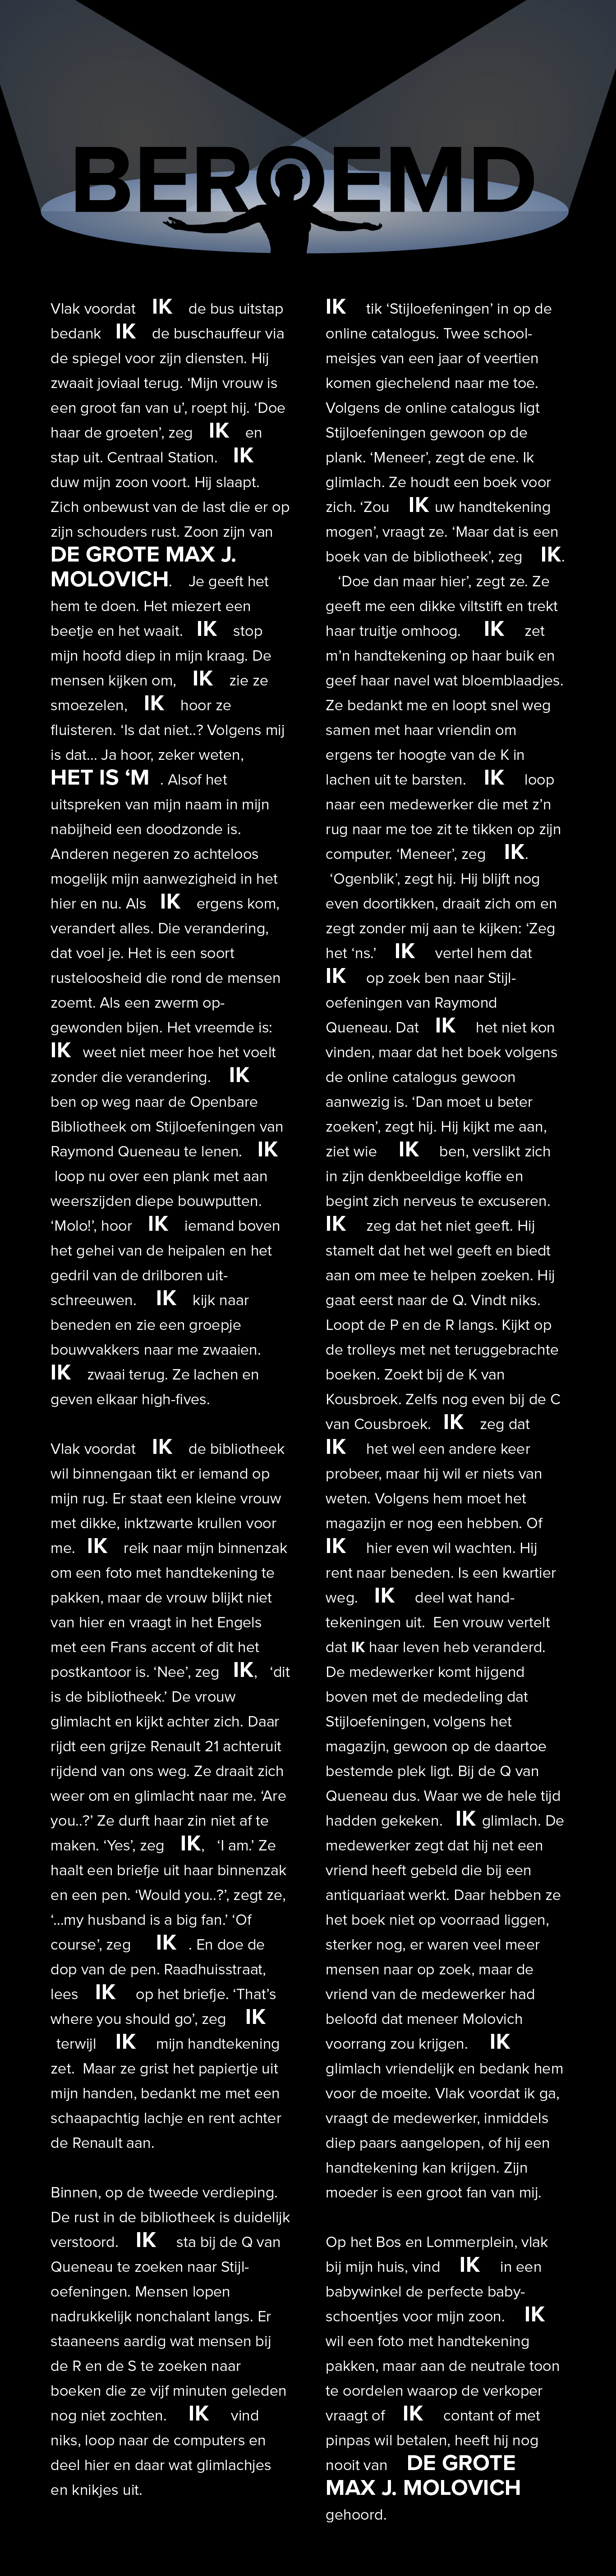 BEROEMD
Vlak voordat IK de bus uitstap
bedank IK de buschauffeur via
de spiegel voor zijn diensten. Hij
zwaait joviaal terug. ‘Mijn vrouw is
een groot fan van u’, roept hij. ‘Doe
haar de groeten’, zeg IK en
stap uit. Centraal Station. IK
duw mijn zoon voort. Hij slaapt.
Zich onbewust van de last die er op
zijn schouders rust. Zoon zijn van
DE GROTE MAX J.
MOLOVICH. Je geeft het
hem te doen. Het miezert een
beetje en het waait. IK stop
mijn hoofd diep in mijn kraag. De
mensen kijken om, IK zie ze
smoezelen, IK hoor ze
fluisteren. ‘Is dat niet..? Volgens mij
is dat... Ja hoor, zeker weten,
HET IS ‘M . Alsof het
uitspreken van mijn naam in mijn
nabijheid een doodzonde is.
Anderen negeren zo achteloos
mogelijk mijn aanwezigheid in het
hier en nu. Als IK ergens kom,
verandert alles. Die verandering,
dat voel je. Het is een soort
rusteloosheid die rond de mensen
zoemt. Als een zwerm op-
gewonden bijen. Het vreemde is:
IK weet niet meer hoe het voelt
zonder die verandering. IK
ben op weg naar de Openbare
Bibliotheek om Stijloefeningen van
Raymond Queneau te lenen. IK
loop nu over een plank met aan
weerszijden diepe bouwputten.
‘Molo!’, hoor IK iemand boven
het gehei van de heipalen en het
gedril van de drilboren uit-
schreeuwen. IK kijk naar
beneden en zie een groepje
bouwvakkers naar me zwaaien.
IK zwaai terug. Ze lachen en
geven elkaar high-fives.
Vlak voordat IK de bibliotheek
wil binnengaan tikt er iemand op
mijn rug. Er staat een kleine vrouw
met dikke, inktzwarte krullen voor
me. IK reik naar mijn binnenzak
om een foto met handtekening te
pakken, maar de vrouw blijkt niet
van hier en vraagt in het Engels
met een Frans accent of dit het
postkantoor is. ‘Nee’, zeg IK, ‘dit
is de bibliotheek.’ De vrouw
glimlacht en kijkt achter zich. Daar
rijdt een grijze Renault 21 achteruit
rijdend van ons weg. Ze draait zich
weer om en glimlacht naar me. ‘Are
you..?’ Ze durft haar zin niet af te
maken. ‘Yes’, zeg IK, ‘I am.’ Ze
haalt een briefje uit haar binnenzak
en een pen. ‘Would you..?’, zegt ze,
‘...my husband is a big fan.’ ‘Of
course’, zeg IK . En doe de
dop van de pen. Raadhuisstraat,
lees IK op het briefje. ‘That’s
where you should go’, zeg IK
terwijl IK mijn handtekening
zet. Maar ze grist het papiertje uit
mijn handen, bedankt me met een
schaapachtig lachje en rent achter
de Renault aan.
Binnen, op de tweede verdieping.
De rust in de bibliotheek is duidelijk
verstoord. IK sta bij de Q van
Queneau te zoeken naar Stijl-
oefeningen. Mensen lopen
nadrukkelijk nonchalant langs. Er
staaneens aardig wat mensen bij
de R en de S te zoeken naar
boeken die ze vijf minuten geleden
nog niet zochten. IK vind
niks, loop naar de computers en
deel hier en daar wat glimlachjes
en knikjes uit.
IK tik ‘Stijloefeningen’ in op de
online catalogus. Twee school-
meisjes van een jaar of veertien
komen giechelend naar me toe.
Volgens de online catalogus ligt
Stijloefeningen gewoon op de
plank. ‘Meneer’, zegt de ene. Ik
glimlach. Ze houdt een boek voor
zich. ‘Zou IK uw handtekening
mogen’, vraagt ze. ‘Maar dat is een
boek van de bibliotheek’, zeg IK.
‘Doe dan maar hier’, zegt ze. Ze
geeft me een dikke viltstift en trekt
haar truitje omhoog. IK zet
m’n handtekening op haar buik en
geef haar navel wat bloemblaadjes.
Ze bedankt me en loopt snel weg
samen met haar vriendin om
ergens ter hoogte van de K in
lachen uit te barsten. IK loop
naar een medewerker die met z’n
rug naar me toe zit te tikken op zijn
computer. ‘Meneer’, zeg IK.
‘Ogenblik’, zegt hij. Hij blijft nog
even doortikken, draait zich om en
zegt zonder mij aan te kijken: ‘Zeg
het ‘ns.’ IK vertel hem dat
IK op zoek ben naar Stijl-
oefeningen van Raymond
Queneau. Dat IK het niet kon
vinden, maar dat het boek volgens
de online catalogus gewoon
aanwezig is. ‘Dan moet u beter
zoeken’, zegt hij. Hij kijkt me aan,
ziet wie IK ben, verslikt zich
in zijn denkbeeldige koffie en
begint zich nerveus te excuseren.
IK zeg dat het niet geeft. Hij
stamelt dat het wel geeft en biedt
aan om mee te helpen zoeken. Hij
gaat eerst naar de Q. Vindt niks.
Loopt de P en de R langs. Kijkt op
de trolleys met net teruggebrachte
boeken. Zoekt bij de K van
Kousbroek. Zelfs nog even bij de C
van Cousbroek. IK zeg dat
IK het wel een andere keer
probeer, maar hij wil er niets van
weten. Volgens hem moet het
magazijn er nog een hebben. Of
IK hier even wil wachten. Hij
rent naar beneden. Is een kwartier
weg. IK deel wat hand-
tekeningen uit. Een vrouw vertelt
dat IK haar leven heb veranderd.
De medewerker komt hijgend
boven met de mededeling dat
Stijloefeningen, volgens het
magazijn, gewoon op de daartoe
bestemde plek ligt. Bij de Q van
Queneau dus. Waar we de hele tijd
hadden gekeken. IK glimlach. De
medewerker zegt dat hij net een
vriend heeft gebeld die bij een
antiquariaat werkt. Daar hebben ze
het boek niet op voorraad liggen,
sterker nog, er waren veel meer
mensen naar op zoek, maar de
vriend van de medewerker had
beloofd dat meneer Molovich
voorrang zou krijgen. IK
glimlach vriendelijk en bedank hem
voor de moeite. Vlak voordat ik ga,
vraagt de medewerker, inmiddels
diep paars aangelopen, of hij een
handtekening kan krijgen. Zijn
moeder is een groot fan van mij.
Op het Bos en Lommerplein, vlak
bij mijn huis, vind IK in een
babywinkel de perfecte baby-
schoentjes voor mijn zoon. IK
wil een foto met handtekening
pakken, maar aan de neutrale toon
te oordelen waarop de verkoper
vraagt of IK contant of met
pinpas wil betalen, heeft hij nog
nooit van DE GROTE
MAX J. MOLOVICH
gehoord.